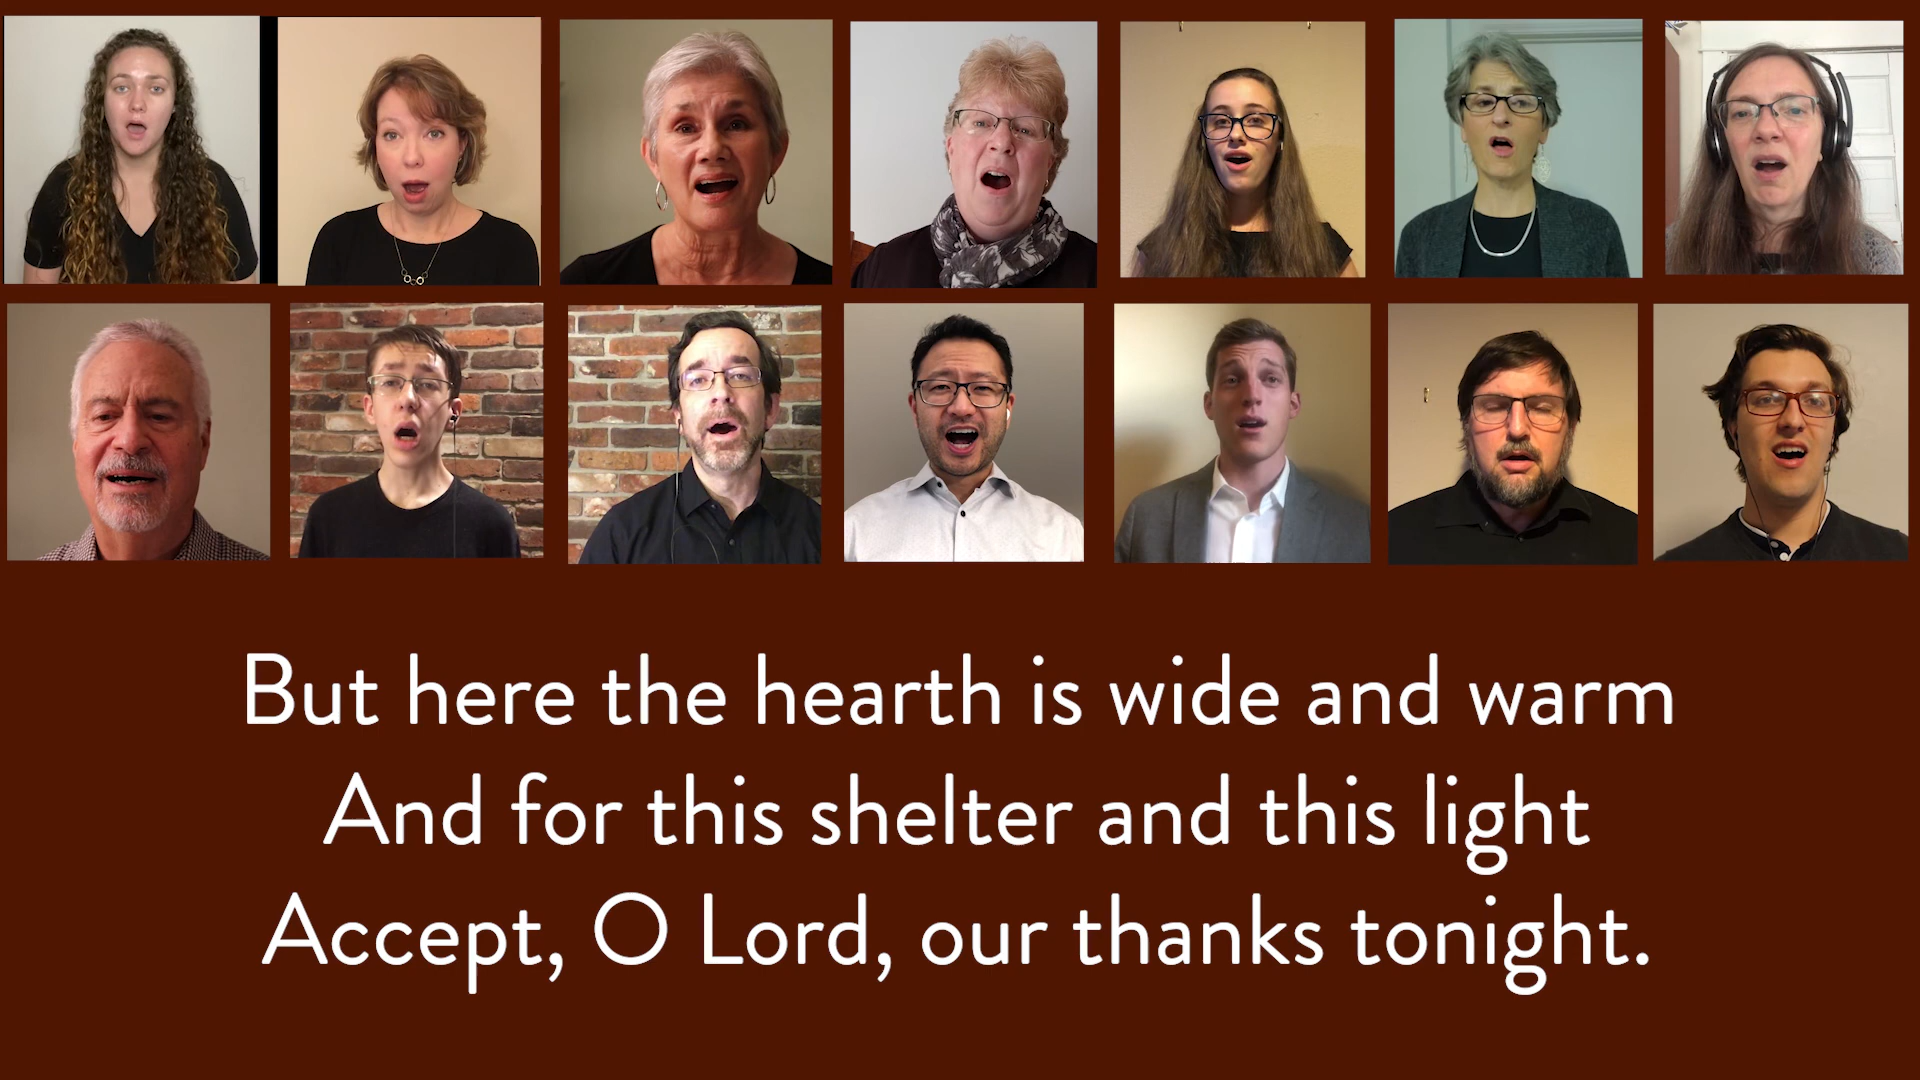 But here the hearth is wide and warm
And for this shelter and this light
Accept, O Lord, our thanks tonight.